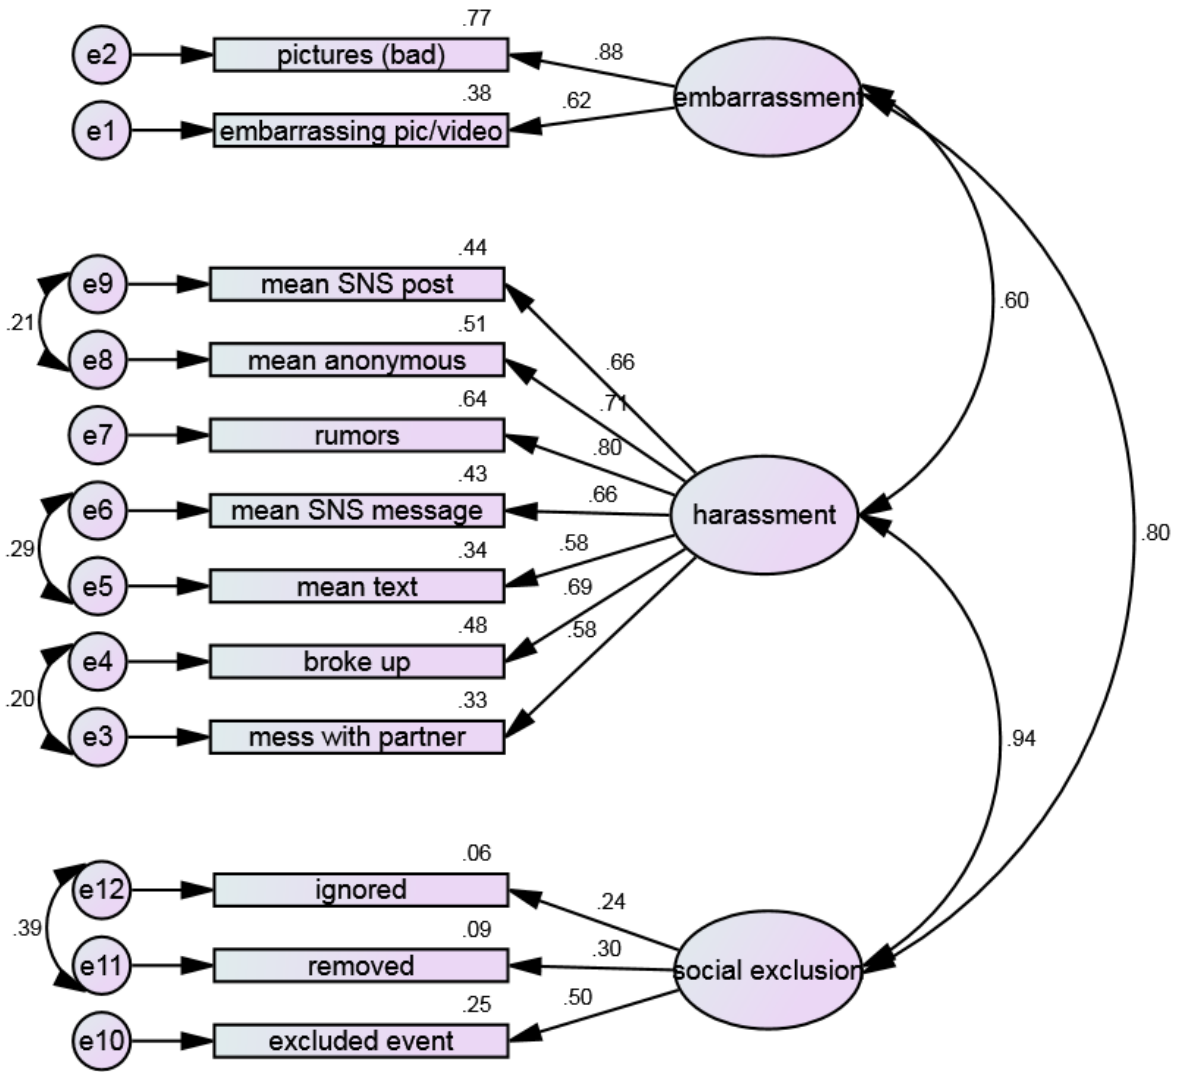 .77
e2
pictures (bad)
.88
embarrassment
.38
e1
embarrassing pic/video
.62
.44
e9
mean SNS post
.21
.66
.60
.51
e8
mean anonymous
.71
.64
e7
rumors
.80
.43
e6
mean SNS message
.66
harassment
.29
.34
e5
mean text
.58
.80
.69
.48
e4
broke up
.58
.20
.33
e3
mess with partner
.94
.06
e12
ignored
.24
.39
.09
e11
removed
.30
social exclusion
.25
e10
excluded event
.50